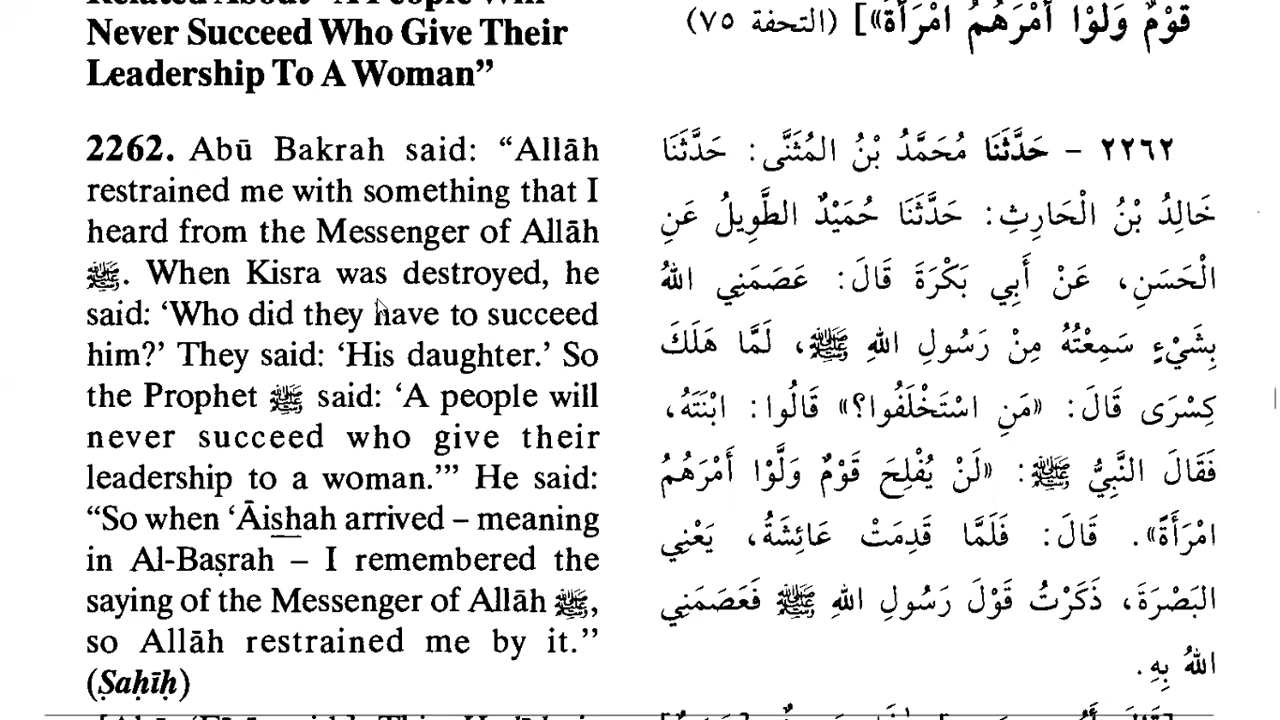 Related About "A People Will
Never Succeed Who Give Their
Leadership To A Woman”
2262. Abū Bakrah said: “Allāh
restrained me with something that I
heard from the Messenger of Allāh
ﷺ. When Kisra was destroyed, he
said: ‘Who did they have to succeed
him?’ They said: ‘His daughter.’ So
the Prophet ﷺ said: ‘A people will
never succeed who give their
leadership to a woman.’” He said:
“So when ‘Āishah arrived – meaning
in Al-Baṣrah – I remembered the
saying of the Messenger of Allāh ﷺ,
so Allāh restrained me by it.”
(Ṣaḥīḥ)
قَوْمٌ وَلَّوْا أَمْرَهُمُ امْرَأَةً»] (التحفة ٧٥)
٢٢٦٢ - حَدَّثَنَا مُحَمَّدُ بْنُ المُثَنَّى: حَدَّثَنَا
خَالِدُ بْنُ الْحَارِثِ: حَدَّثَنَا حُمَيْدٌ الطَّوِيلُ عَنِ
الْحَسَنِ، عَنْ أَبِي بَكْرَةَ قَالَ: عَصَمَنِي اللهُ
بِشَيْءٍ سَمِعْتُهُ مِنْ رَسُولِ اللهِ ﷺ، لَمَّا هَلَكَ
كِسْرَى قَالَ: «مَنِ اسْتَخْلَفُوا؟» قَالُوا: ابْنَتَهُ،
فَقَالَ النَّبِيُّ ﷺ: «لَنْ يُفْلِحَ قَوْمٌ وَلَّوْا أَمْرَهُمُ
امْرَأَةً». قَالَ: فَلَمَّا قَدِمَتْ عَائِشَةُ، يَعْنِي
البَصْرَةَ، ذَكَرْتُ قَوْلَ رَسُولِ اللهِ ﷺ فَعَصَمَنِي
اللهُ بِهِ.